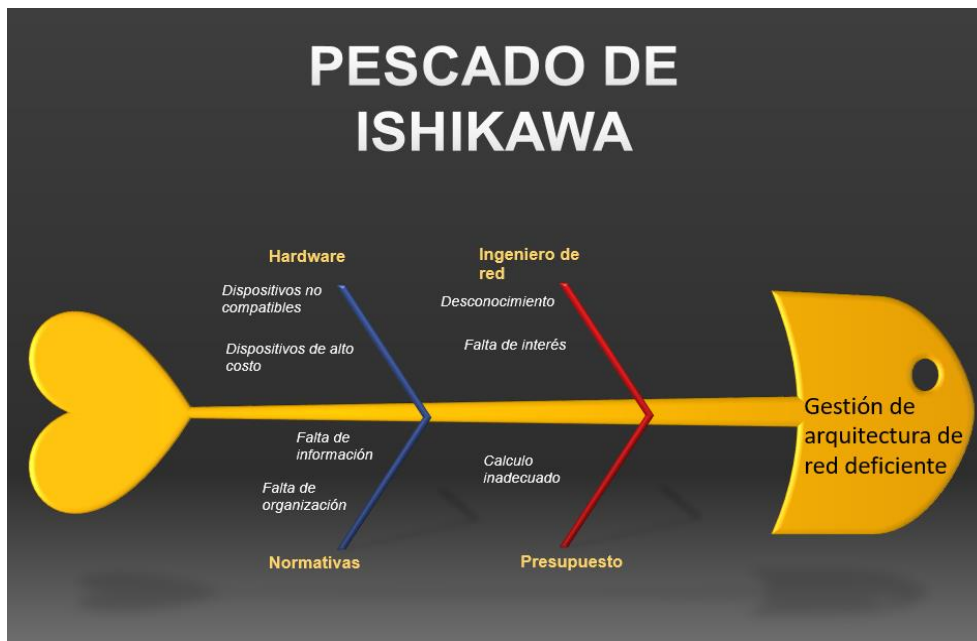 PESCADO DE
ISHIKAWA
Hardware
Ingeniero de
red
Dispositivos no
compatibles
Desconocimiento
Dispositivos de alto
costo
Falta de interés
Gestión de
arquitectura de
red deficiente
Falta de
información
Calculo
inadecuado
Falta de
organización
Normativas
Presupuesto